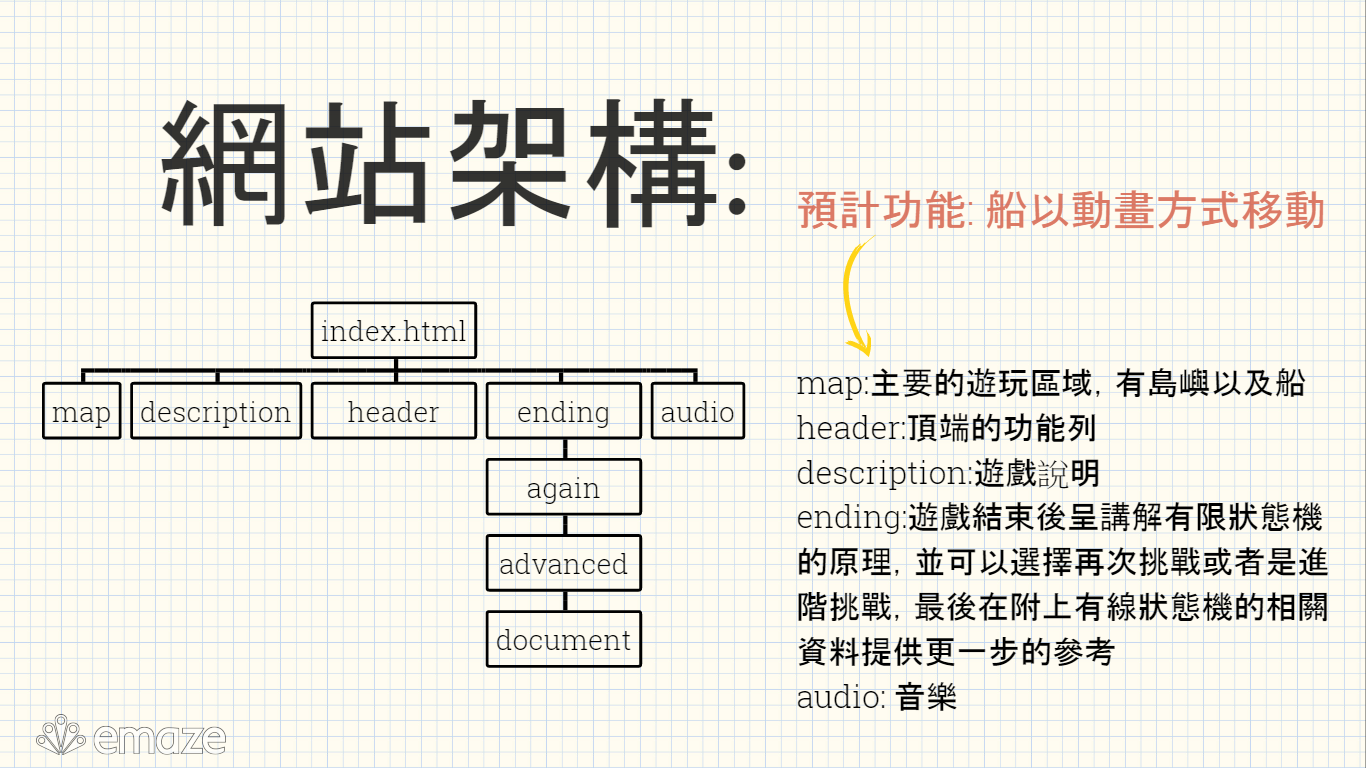 網站架構:
預計功能: 船以動畫方式移動
index.html
map
description
header
ending
audio
again
advanced
document
map:主要的遊玩區域, 有島嶼以及船
header:頂端的功能列
description:遊戲說明
ending:遊戲結束後呈講解有限狀態機
的原理, 並可以選擇再次挑戰或者是進
階挑戰, 最後在附上有線狀態機的相關
資料提供更一步的參考
audio: 音樂
emaze